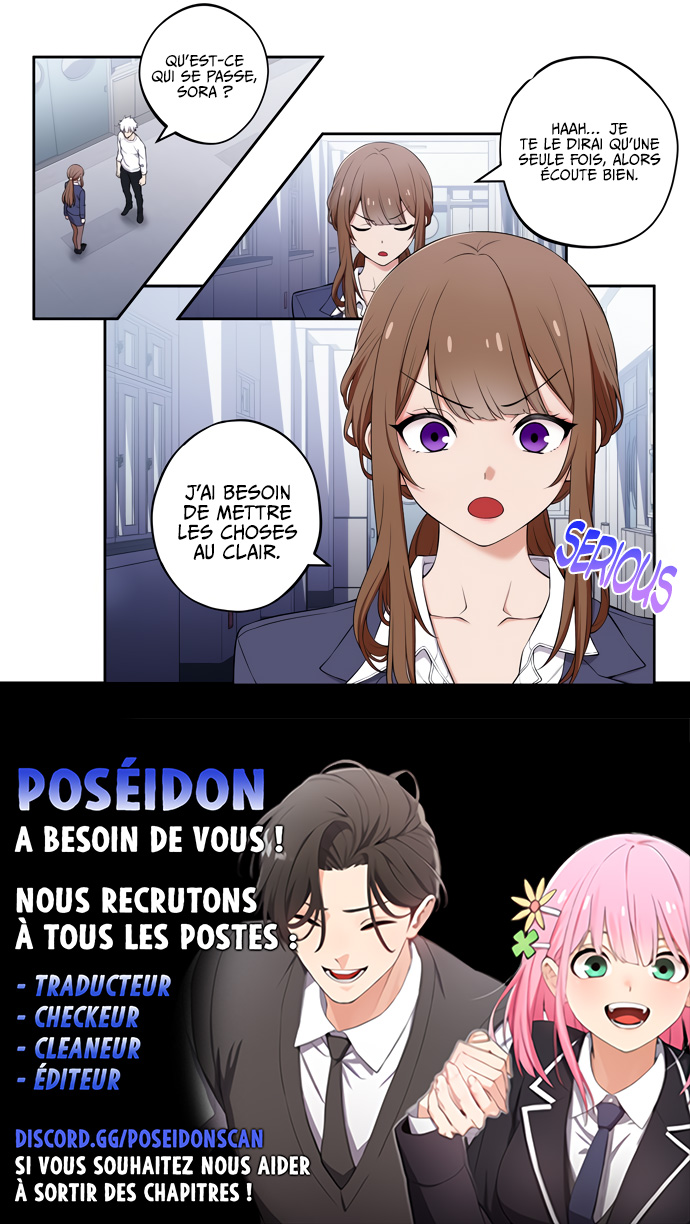 QU'EST-CE
QUI SE PASSE,
SORA ?
HAAH... JE
TE LE DIRAI QU'UNE
SEULE FOIS, ALORS
ÉCOUTE BIEN.
J'AI BESOIN
DE METTRE
LES CHOSES
AU CLAIR.
SERIOUS
POSÉIDON
A BESOIN DE VOUS !
NOUS RECRUTONS
À TOUS LES POSTES :
- TRADUCTEUR
- CHECKEUR
- CLEANEUR
- ÉDITEUR
DISCORD.GG/POSEIDONSCAN
SI VOUS SOUHAITEZ NOUS AIDER
À SORTIR DES CHAPITRES !